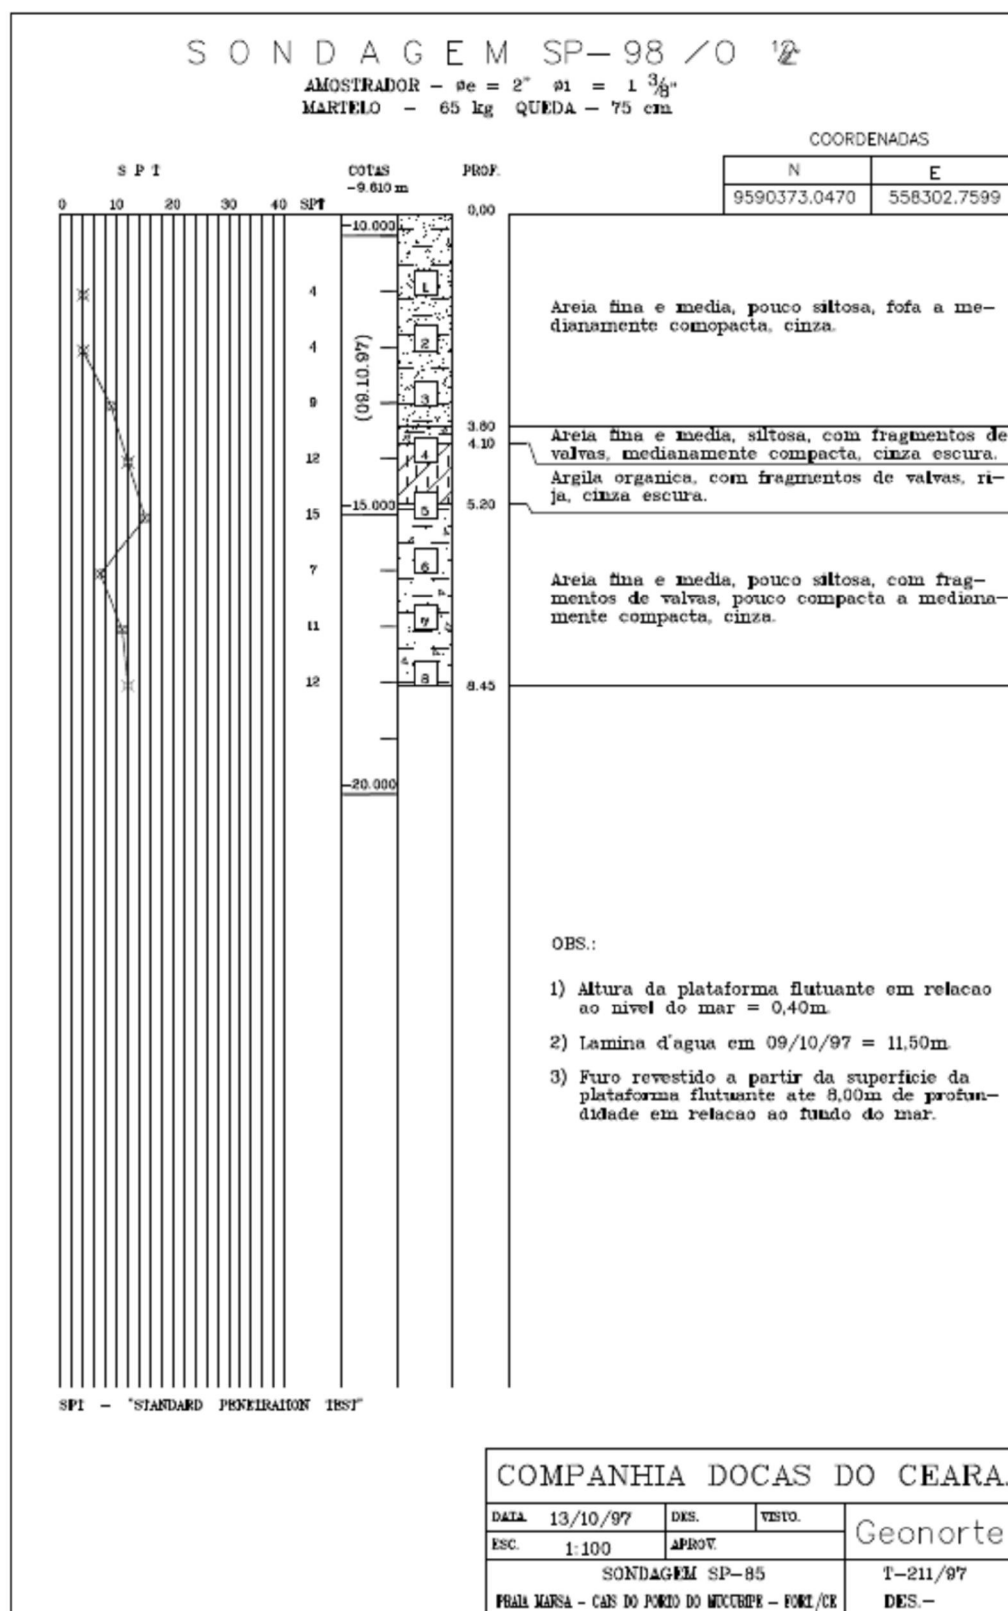 SONDAGEM SP-98 /0
AMOSTRADOR - øe = 2" øi = 1 3/8"
MARTELO - 65 kg QUEDA - 75 cm
COORDENADAS
N E
9590373.0470 558302.7599
SPT COTAS PROF.
-9.610 m
0 10 20 30 40 SPT 0,00
-10.000
4 1
Areia fina e media, pouco siltosa, fofa a me-
dianamente comopacta, cinza.
4 2
(09.10.97)
9 3
3.80
Areia fina e media, siltosa, com fragmentos de
4.10
valvas, medianamente compacta, cinza escura.
12 4
Argila organica, com fragmentos de valvas, ri-
ja, cinza escura.
-15.000 5.20
15 5
7 6
Areia fina e media, pouco siltosa, com frag-
mentos de valvas, pouco compacta a mediana-
mente compacta, cinza.
11 7
12 8 8.45
-20.000
OBS.:
1) Altura da plataforma flutuante em relacao
ao nivel do mar = 0,40m.
2) Lamina d'agua em 09/10/97 = 11,50m
3) Furo revestido a partir da superficie da
plataforma flutuante ate 8,00m de profun-
didade em relacao ao fundo do mar.
SPT - "STANDARD PENETRATION TEST"
COMPANHIA DOCAS DO CEARA
DATA 13/10/97 DES. VISTO.
Geonorte
ESC. 1:100 APROV.
SONDAGEM SP-85 T-211/97
PRAIA MANSA - CAIS DO PORTO DO MUCURIPE - FORT/CE DES.-